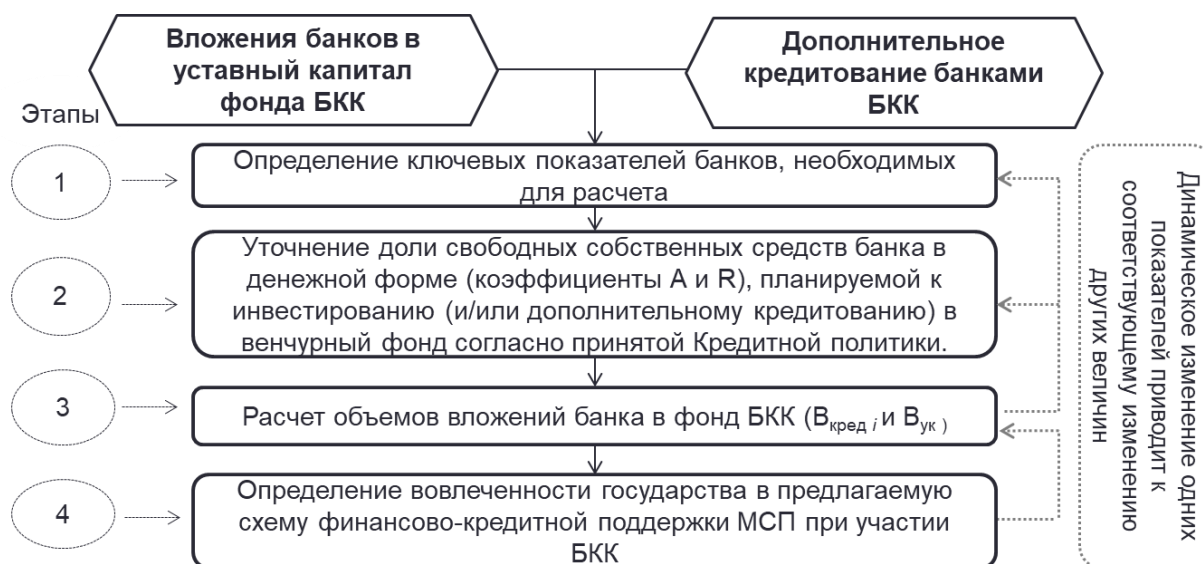 Вложения банков в
уставный капитал
фонда БКК
Дополнительное
кредитование банками
БКК
Этапы
1
Определение ключевых показателей банков, необходимых
для расчета
2
Уточнение доли свободных собственных средств банка в
денежной форме (коэффициенты A и R), планируемой к
инвестированию (и/или дополнительному кредитованию) в
венчурный фонд согласно принятой Кредитной политики.
3
Расчет объемов вложений банка в фонд БКК (Вкред i и Вук )
4
Определение вовлеченности государства в предлагаемую
схему финансово-кредитной поддержки МСП при участии
БКК
Динамическое изменение одних
показателей приводит к
соответствующему изменению
других величин